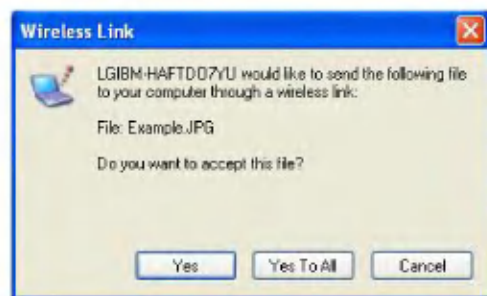 Wireless Link
LGIBM-HAFTDO7YU would like to send the following file
to your computer through a wireless link:
File: Example.JPG
Do you want to accept this file?
Yes
Yes To All
Cancel